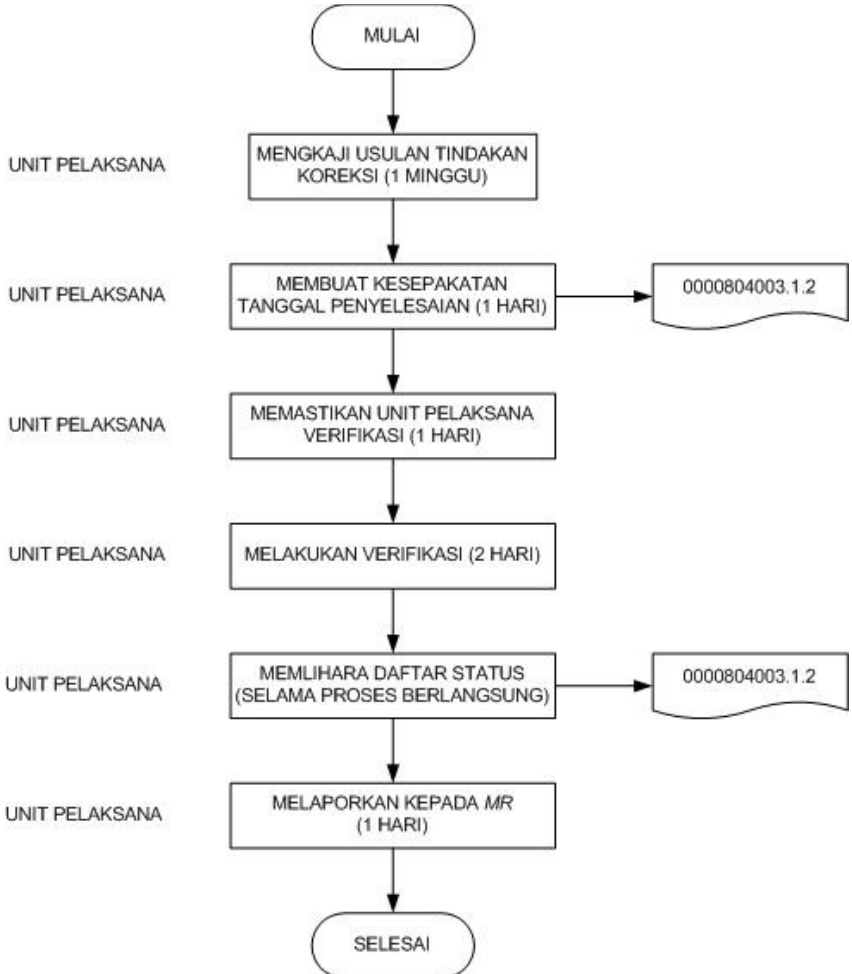 MULAI
UNIT PELAKSANA
MENGKAJI USULAN TINDAKAN
KOREKSI (1 MINGGU)
UNIT PELAKSANA
MEMBUAT KESEPAKATAN
TANGGAL PENYELESAIAN (1 HARI)
0000804003.1.2
UNIT PELAKSANA
MEMASTIKAN UNIT PELAKSANA
VERIFIKASI (1 HARI)
UNIT PELAKSANA
MELAKUKAN VERIFIKASI (2 HARI)
UNIT PELAKSANA
MEMLIHARA DAFTAR STATUS
(SELAMA PROSES BERLANGSUNG)
0000804003.1.2
UNIT PELAKSANA
MELAPORKAN KEPADA MR
(1 HARI)
SELESAI